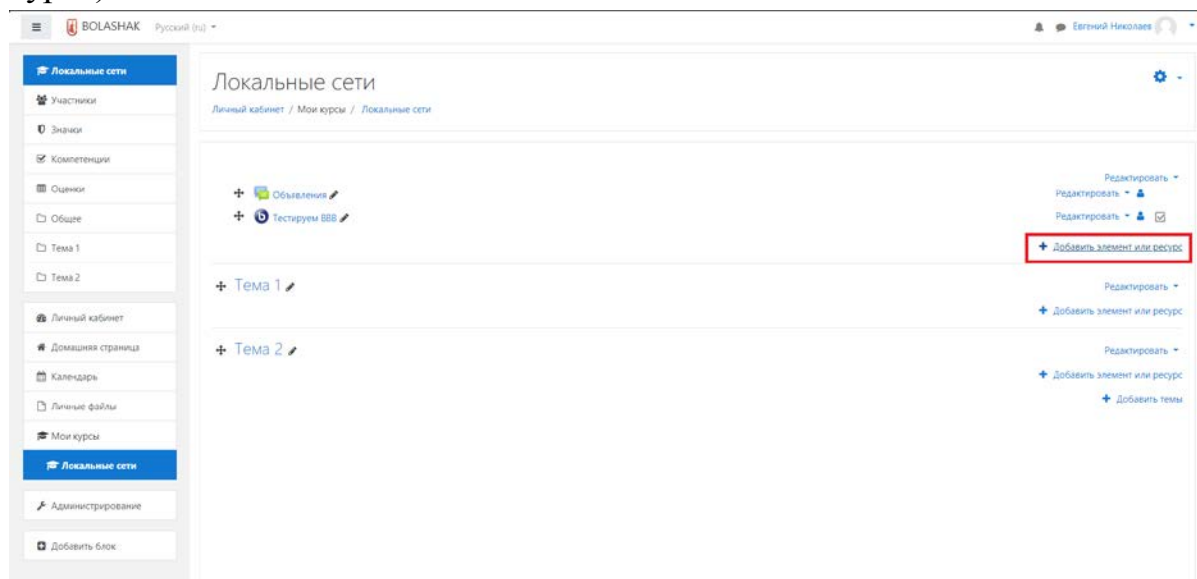 BOLASHAK Русский (ru)
Евгений Николаев
Локальные сети
Участники
Значки
Компетенции
Оценки
Общее
Тема 1
Тема 2
Личный кабинет
Домашняя страница
Календарь
Личные файлы
Мои курсы
Локальные сети
Администрирование
Добавить блок
Локальные сети
Личный кабинет / Мои курсы / Локальные сети
Редактировать
Объявления
Редактировать
Тестируем BBB
Редактировать
Добавить элемент или ресурс
Тема 1
Редактировать
Добавить элемент или ресурс
Тема 2
Редактировать
Добавить элемент или ресурс
Добавить темы